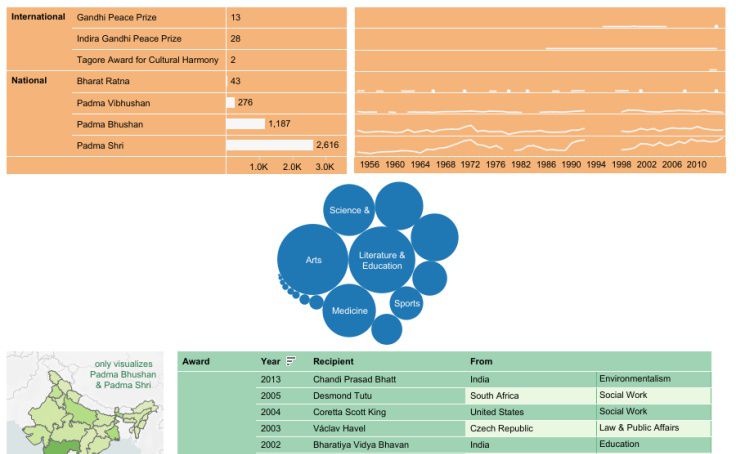 International Gandhi Peace Prize 13
Indira Gandhi Peace Prize 28
Tagore Award for Cultural Harmony 2
National Bharat Ratna 43
Padma Vibhushan 276
Padma Bhushan 1,187
Padma Shri 2,616
1.0K 2.0K 3.0K
1956 1960 1964 1968 1972 1976 1982 1986 1990 1994 1998 2002 2006 2010
Science &
Arts
Literature &
Education
Medicine
Sports
only visualizes
Padma Bhushan
& Padma Shri
Award Year Recipient From
2013 Chandi Prasad Bhatt India Environmentalism
2005 Desmond Tutu South Africa Social Work
2004 Coretta Scott King United States Social Work
2003 Václav Havel Czech Republic Law & Public Affairs
2002 Bharatiya Vidya Bhavan India Education